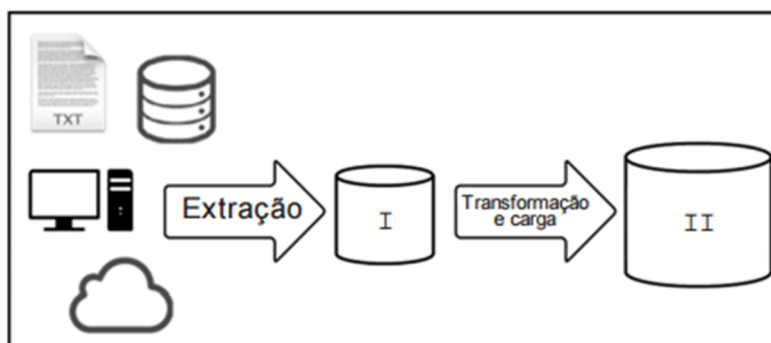 TXT
Extração
I
Transformação
e carga
II